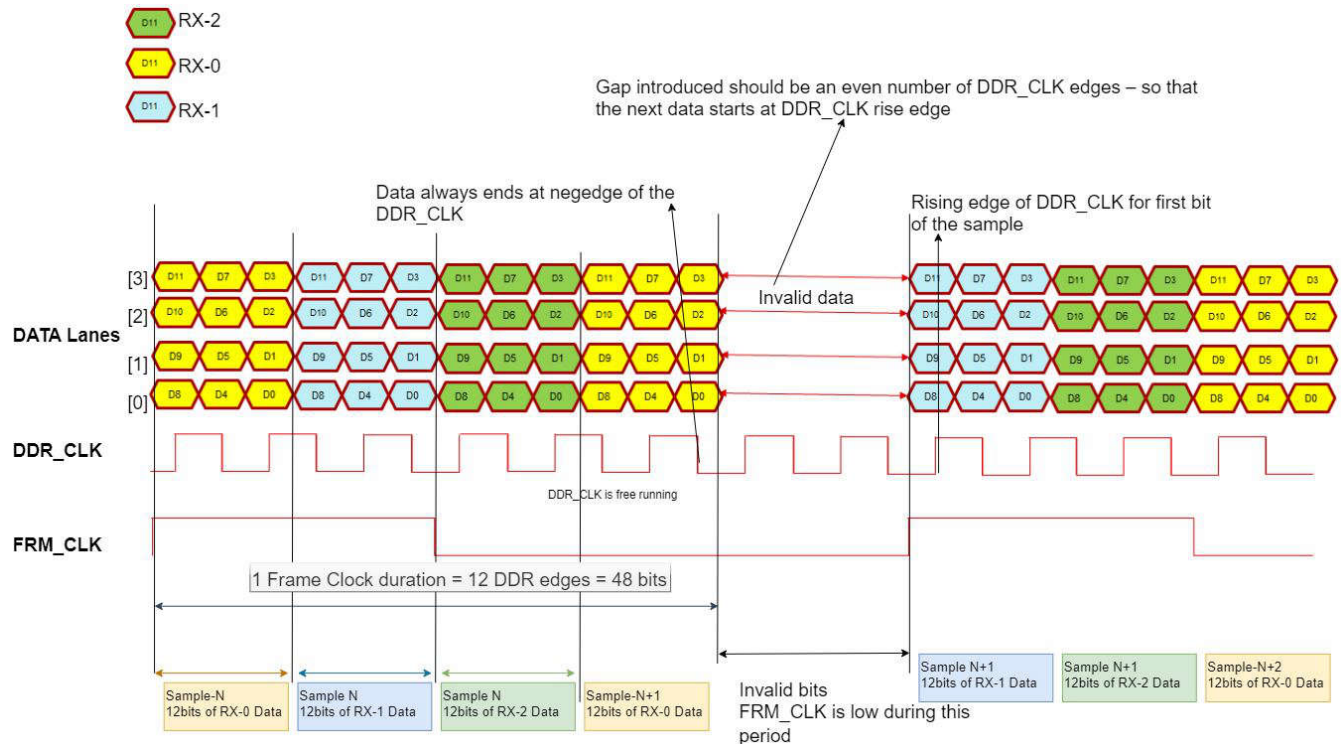 D11 RX-2
D11 RX-0
D11 RX-1
Gap introduced should be an even number of DDR_CLK edges – so that
the next data starts at DDR_CLK rise edge
Data always ends at negedge of the
DDR_CLK
Rising edge of DDR_CLK for first bit
of the sample
[3] D11 D7 D3 D11 D7 D3 D11 D7 D3 D11 D7 D3 D11 D7 D3 D11 D7 D3 D11 D7 D3
Invalid data
[2] D10 D6 D2 D10 D6 D2 D10 D6 D2 D10 D6 D2 D10 D6 D2 D10 D6 D2 D10 D6 D2
DATA Lanes
[1] D9 D5 D1 D9 D5 D1 D9 D5 D1 D9 D5 D1 D9 D5 D1 D9 D5 D1 D9 D5 D1
[0] D8 D4 D0 D8 D4 D0 D8 D4 D0 D8 D4 D0 D8 D4 D0 D8 D4 D0 D8 D4 D0
DDR_CLK
DDR_CLK is free running
FRM_CLK
1 Frame Clock duration = 12 DDR edges = 48 bits
Sample-N
12bits of RX-0 Data
Sample N
12bits of RX-1 Data
Sample N
12bits of RX-2 Data
Sample-N+1
12bits of RX-0 Data
Invalid bits
FRM_CLK is low during this
period
Sample N+1
12bits of RX-1 Data
Sample N+1
12bits of RX-2 Data
Sample-N+2
12bits of RX-0 Data